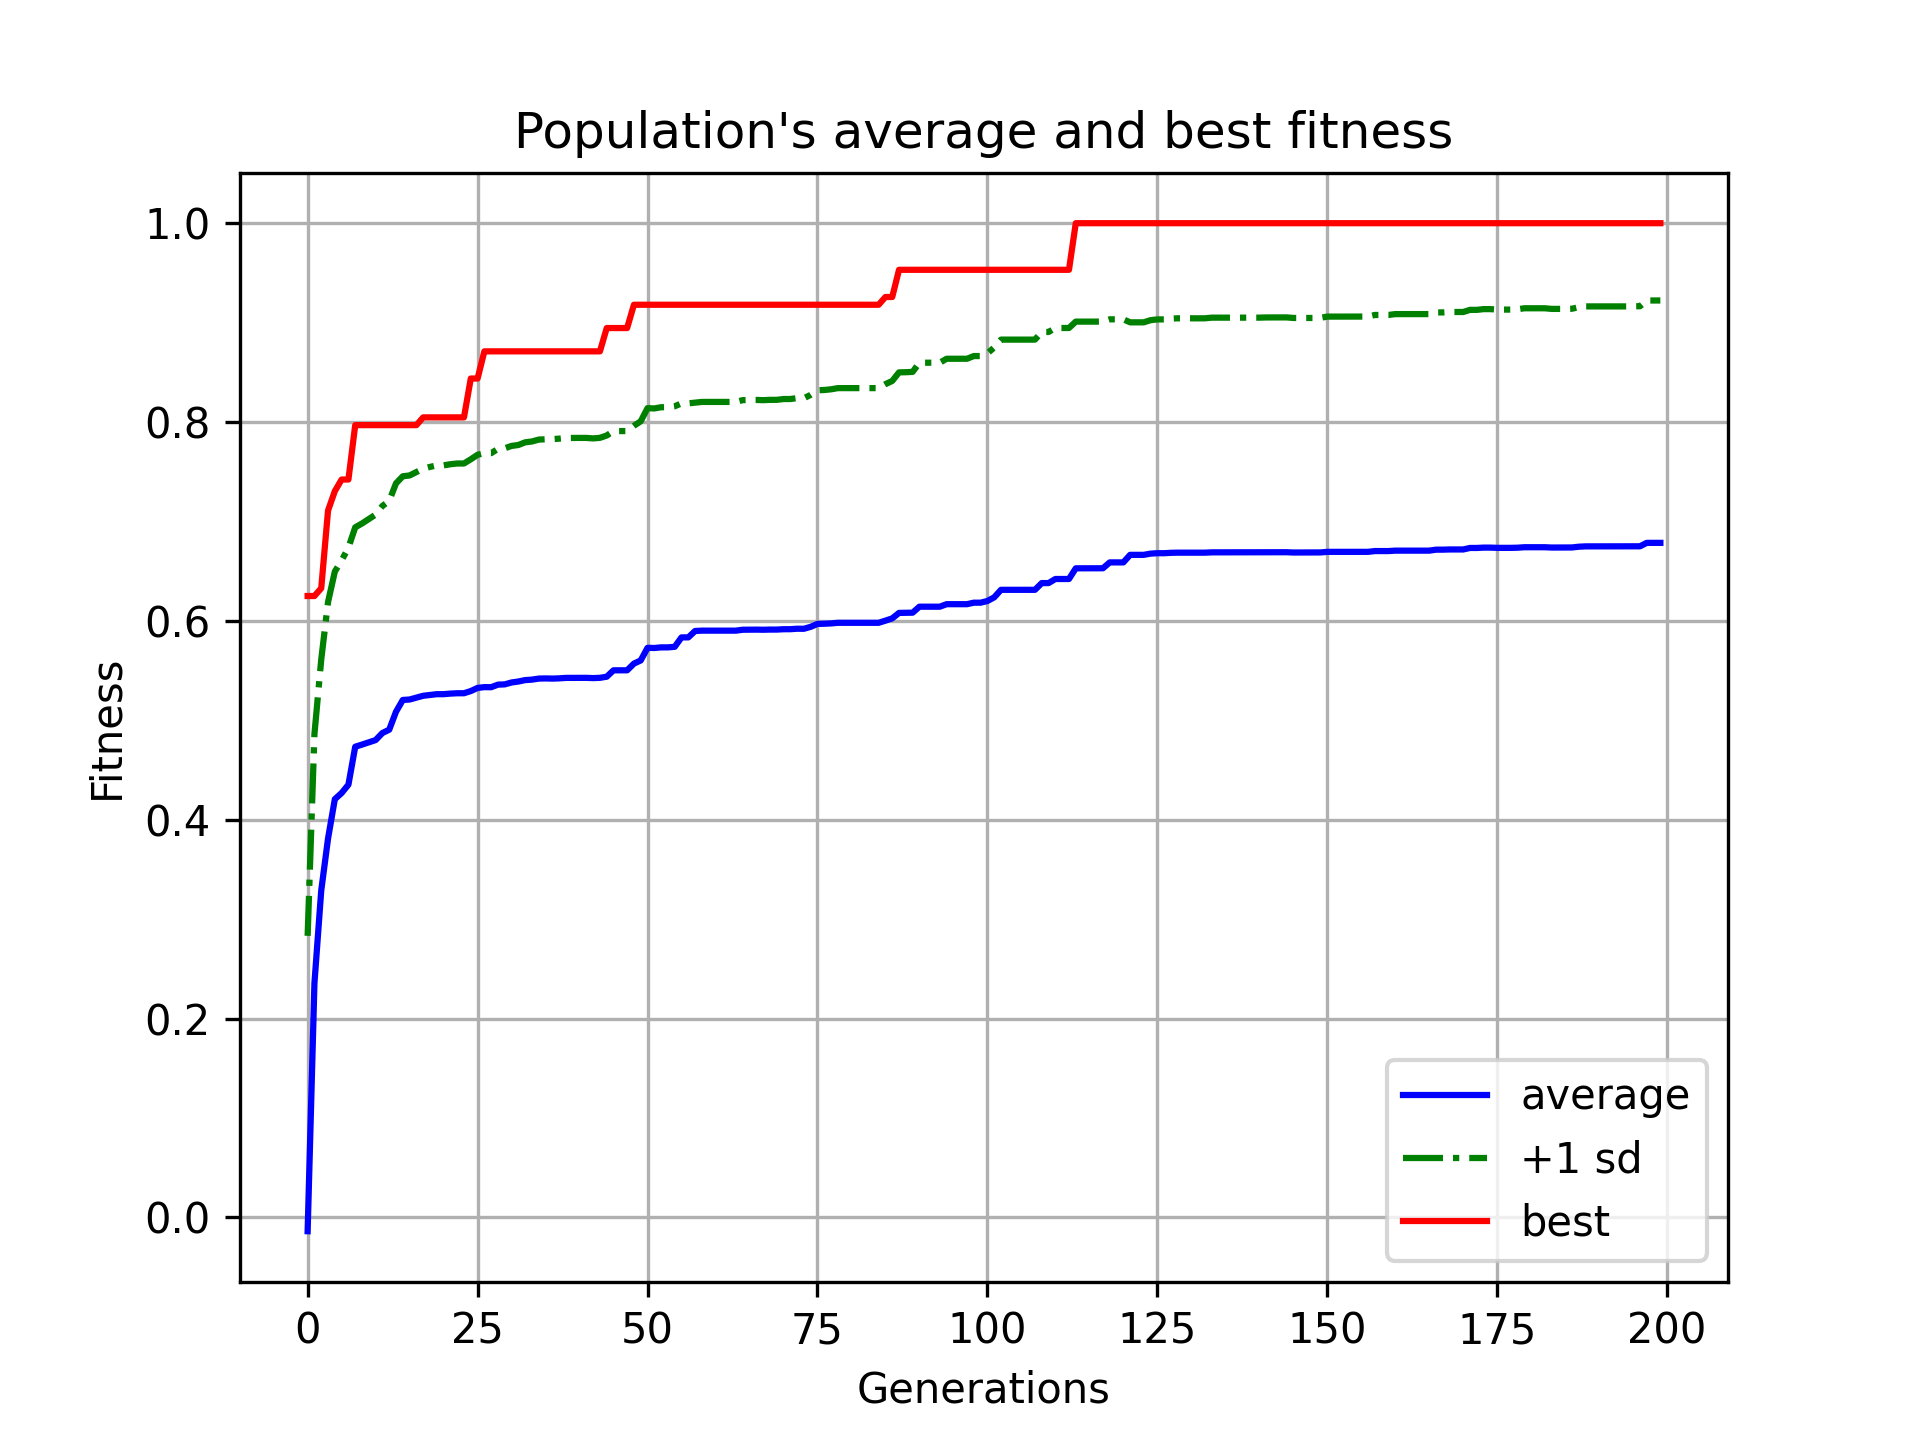 Population's average and best fitness
1.0
0.8
0.6
0.4
0.2
0.0
Fitness
0 25 50 75 100 125 150 175 200
Generations
average
+1 sd
best